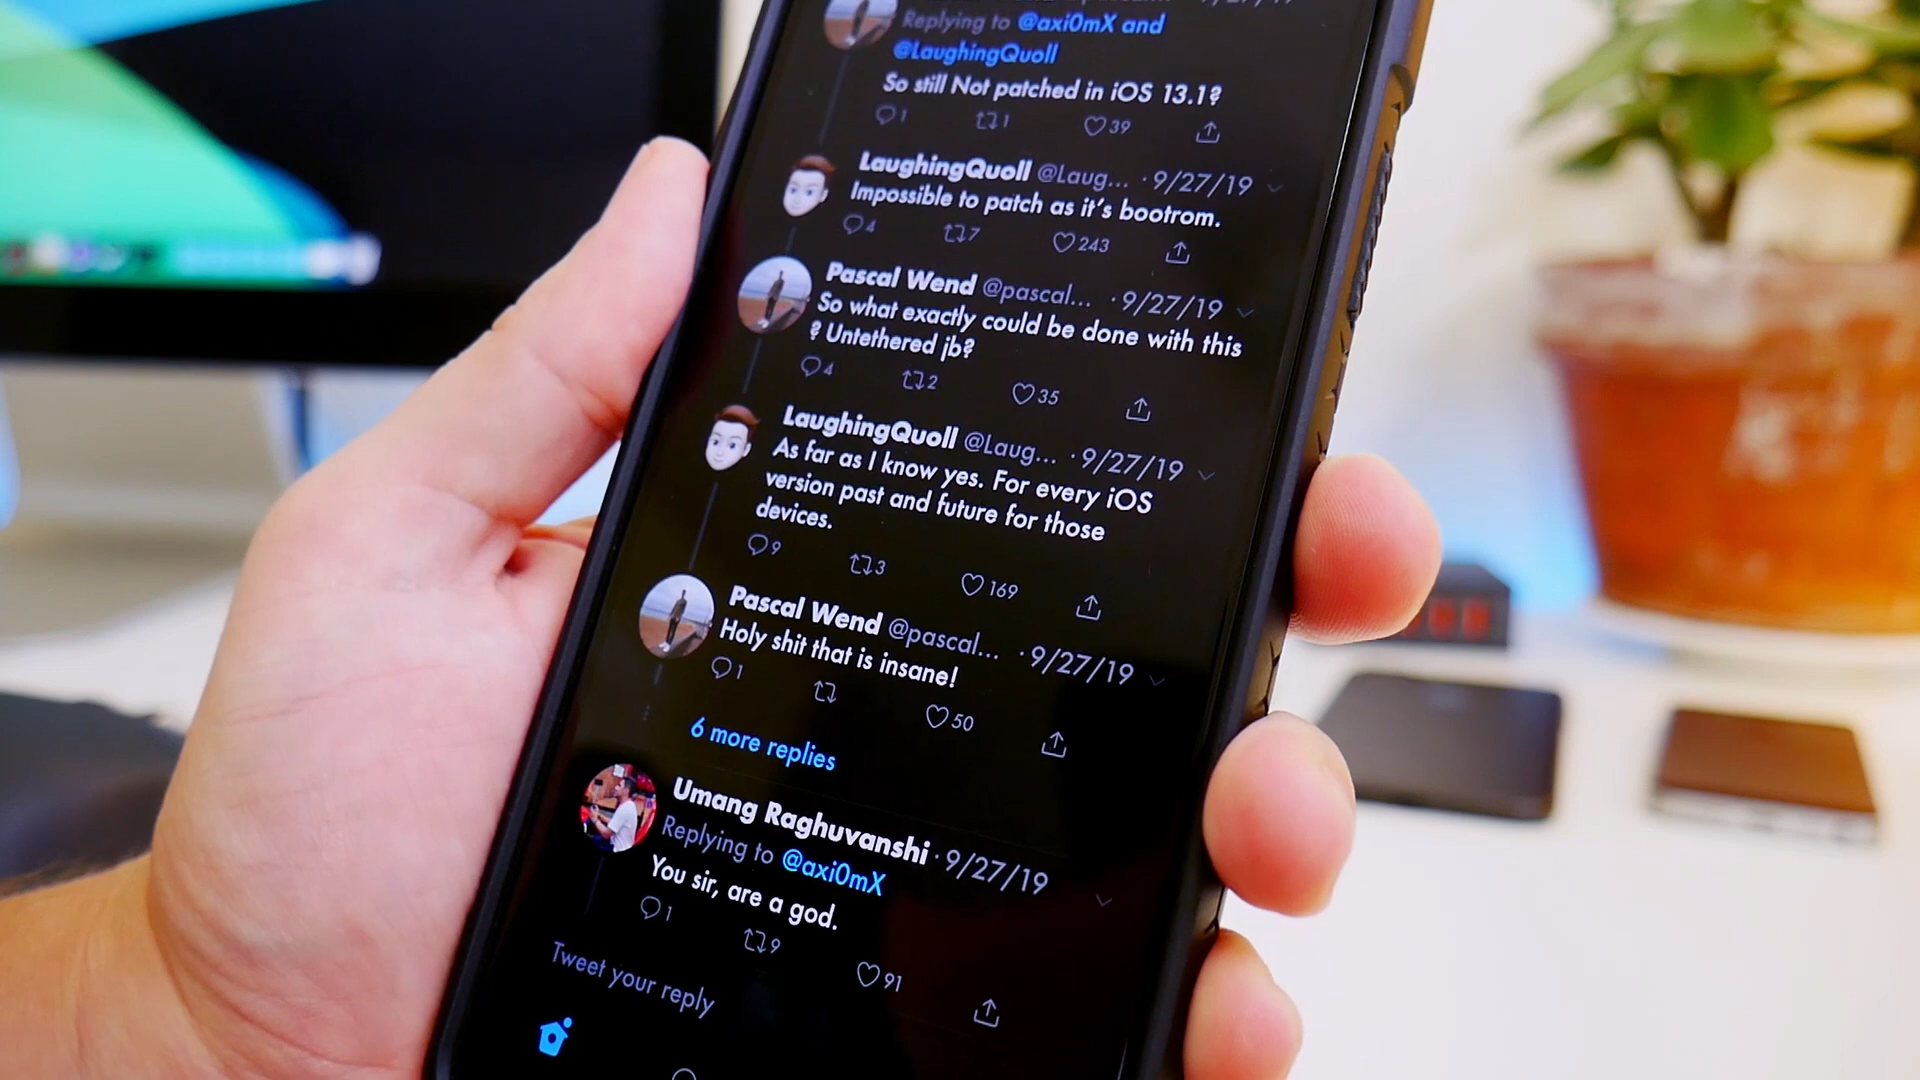 Replying to @axi0mX and
@LaughingQuoll
So still Not patched in iOS 13.1?
1 1 39
LaughingQuoll @Laug... · 9/27/19
Impossible to patch as it's bootrom.
4 7 243
Pascal Wend @pascal... · 9/27/19
So what exactly could be done with this
? Untethered jb?
4 2 35
LaughingQuoll @Laug... · 9/27/19
As far as I know yes. For every iOS
version past and future for those
devices.
9 3 169
Pascal Wend @pascal... · 9/27/19
Holy shit that is insane!
1 50
6 more replies
Umang Raghuvanshi · 9/27/19
Replying to @axi0mX
You sir, are a god.
1 9 91
Tweet your reply